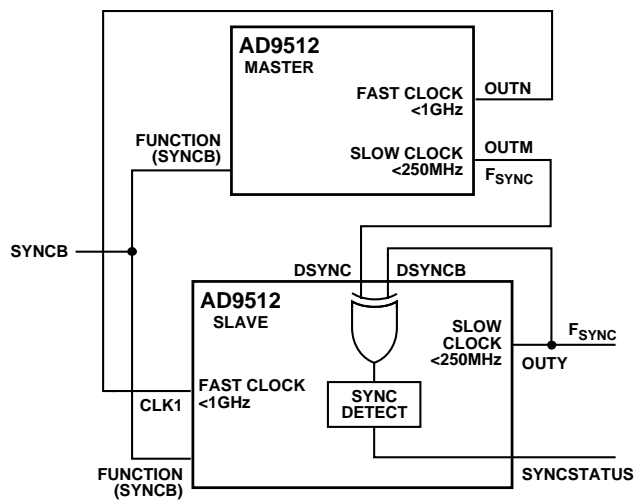 AD9512
MASTER
FAST CLOCK
<1GHz
OUTN
FUNCTION
(SYNCB)
SLOW CLOCK
<250MHz
OUTM
FSYNC
SYNCB
DSYNC
DSYNCB
AD9512
SLAVE
SLOW
CLOCK
<250MHz
FSYNC
OUTY
FAST CLOCK
<1GHz
CLK1
SYNC
DETECT
FUNCTION
(SYNCB)
SYNCSTATUS